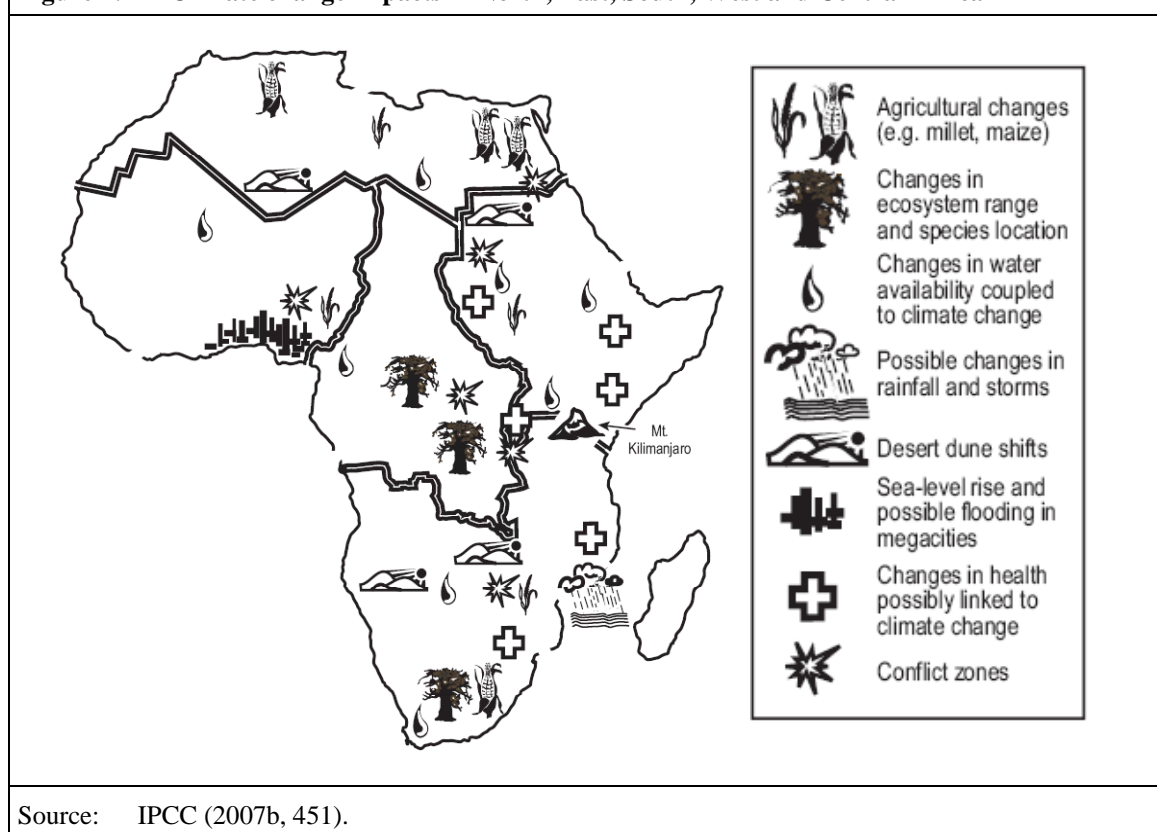 Mt.
Kilimanjaro
Agricultural changes
(e.g. millet, maize)
Changes in
ecosystem range
and species location
Changes in water
availability coupled
to climate change
Possible changes in
rainfall and storms
Desert dune shifts
Sea-level rise and
possible flooding in
megacities
Changes in health
possibly linked to
climate change
Conflict zones
Source: IPCC (2007b, 451).